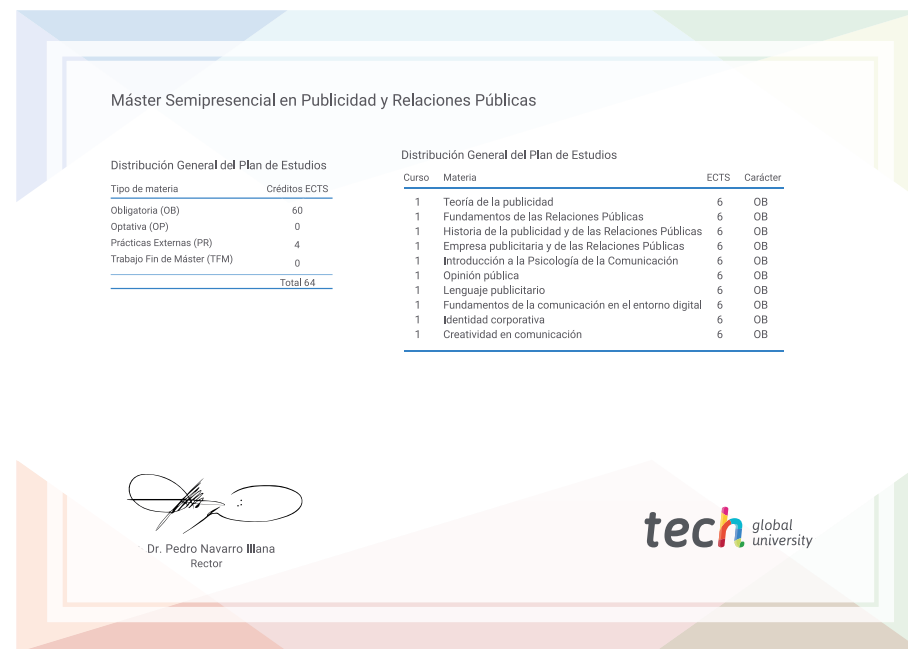 Máster Semipresencial en Publicidad y Relaciones Públicas
Distribución General del Plan de Estudios
Tipo de materia Créditos ECTS
Obligatoria (OB) 60
Optativa (OP) 0
Prácticas Externas (PR) 4
Trabajo Fin de Máster (TFM) 0
Total 64
Distribución General del Plan de Estudios
Curso Materia ECTS Carácter
1 Teoría de la publicidad 6 OB
1 Fundamentos de las Relaciones Públicas 6 OB
1 Historia de la publicidad y de las Relaciones Públicas 6 OB
1 Empresa publicitaria y de las Relaciones Públicas 6 OB
1 Introducción a la Psicología de la Comunicación 6 OB
1 Opinión pública 6 OB
1 Lenguaje publicitario 6 OB
1 Fundamentos de la comunicación en el entorno digital 6 OB
1 Identidad corporativa 6 OB
1 Creatividad en comunicación 6 OB
Dr. Pedro Navarro Illana
Rector
tech global
university